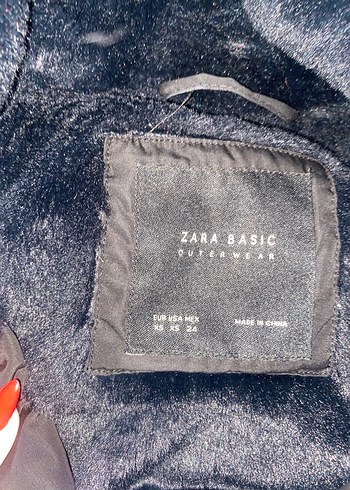 ZARA BASIC
OUTERWEAR
EUR USA MEX
XS XS 24
MADE IN CHINA